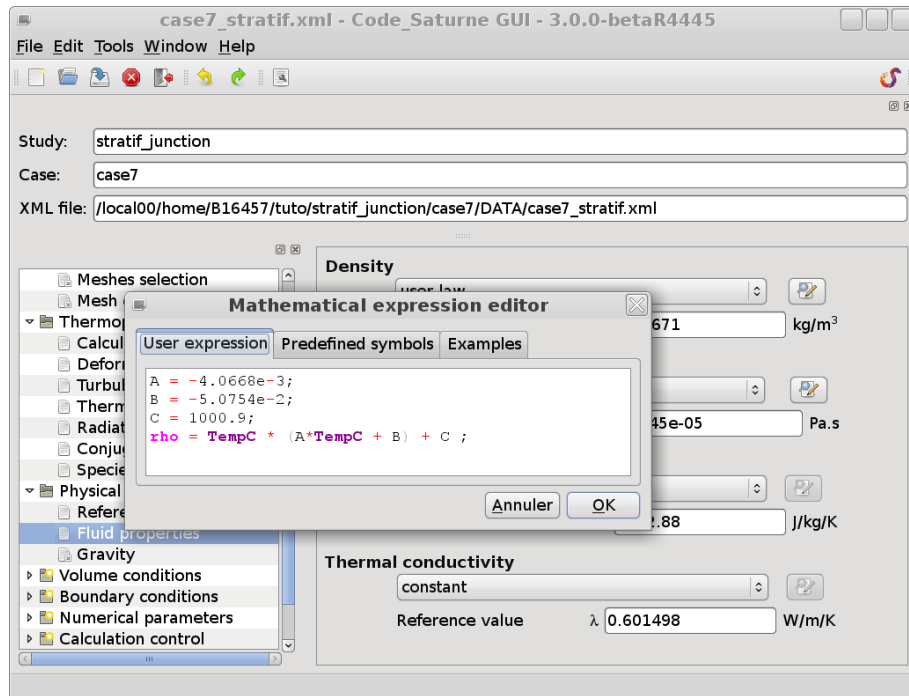 case7_stratif.xml - Code_Saturne GUI - 3.0.0-betaR4445
File Edit Tools Window Help
Study: stratif_junction
Case: case7
XML file: /local00/home/B16457/tuto/stratif_junction/case7/DATA/case7_stratif.xml
Meshes selection
Mesh
Thermop
Calcul
Deforr
Turbul
Therm
Radiat
Conju
Specie
Physical
Refere
Fluid properties
Gravity
Volume conditions
Boundary conditions
Numerical parameters
Calculation control
Density
user law
671 kg/m³
45e-05 Pa.s
2.88 J/kg/K
Thermal conductivity
constant
Reference value λ 0.601498 W/m/K
Mathematical expression editor
User expression Predefined symbols Examples
A = -4.0668e-3;
B = -5.0754e-2;
C = 1000.9;
rho = TempC * (A*TempC + B) + C ;
Annuler OK